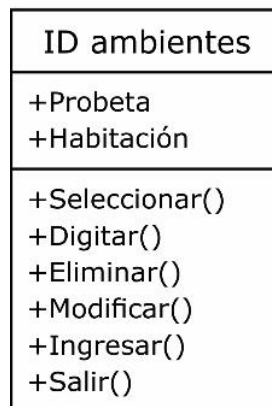 ID ambientes
+Probeta
+Habitación
+Seleccionar()
+Digitar()
+Eliminar()
+Modificar()
+Ingresar()
+Salir()